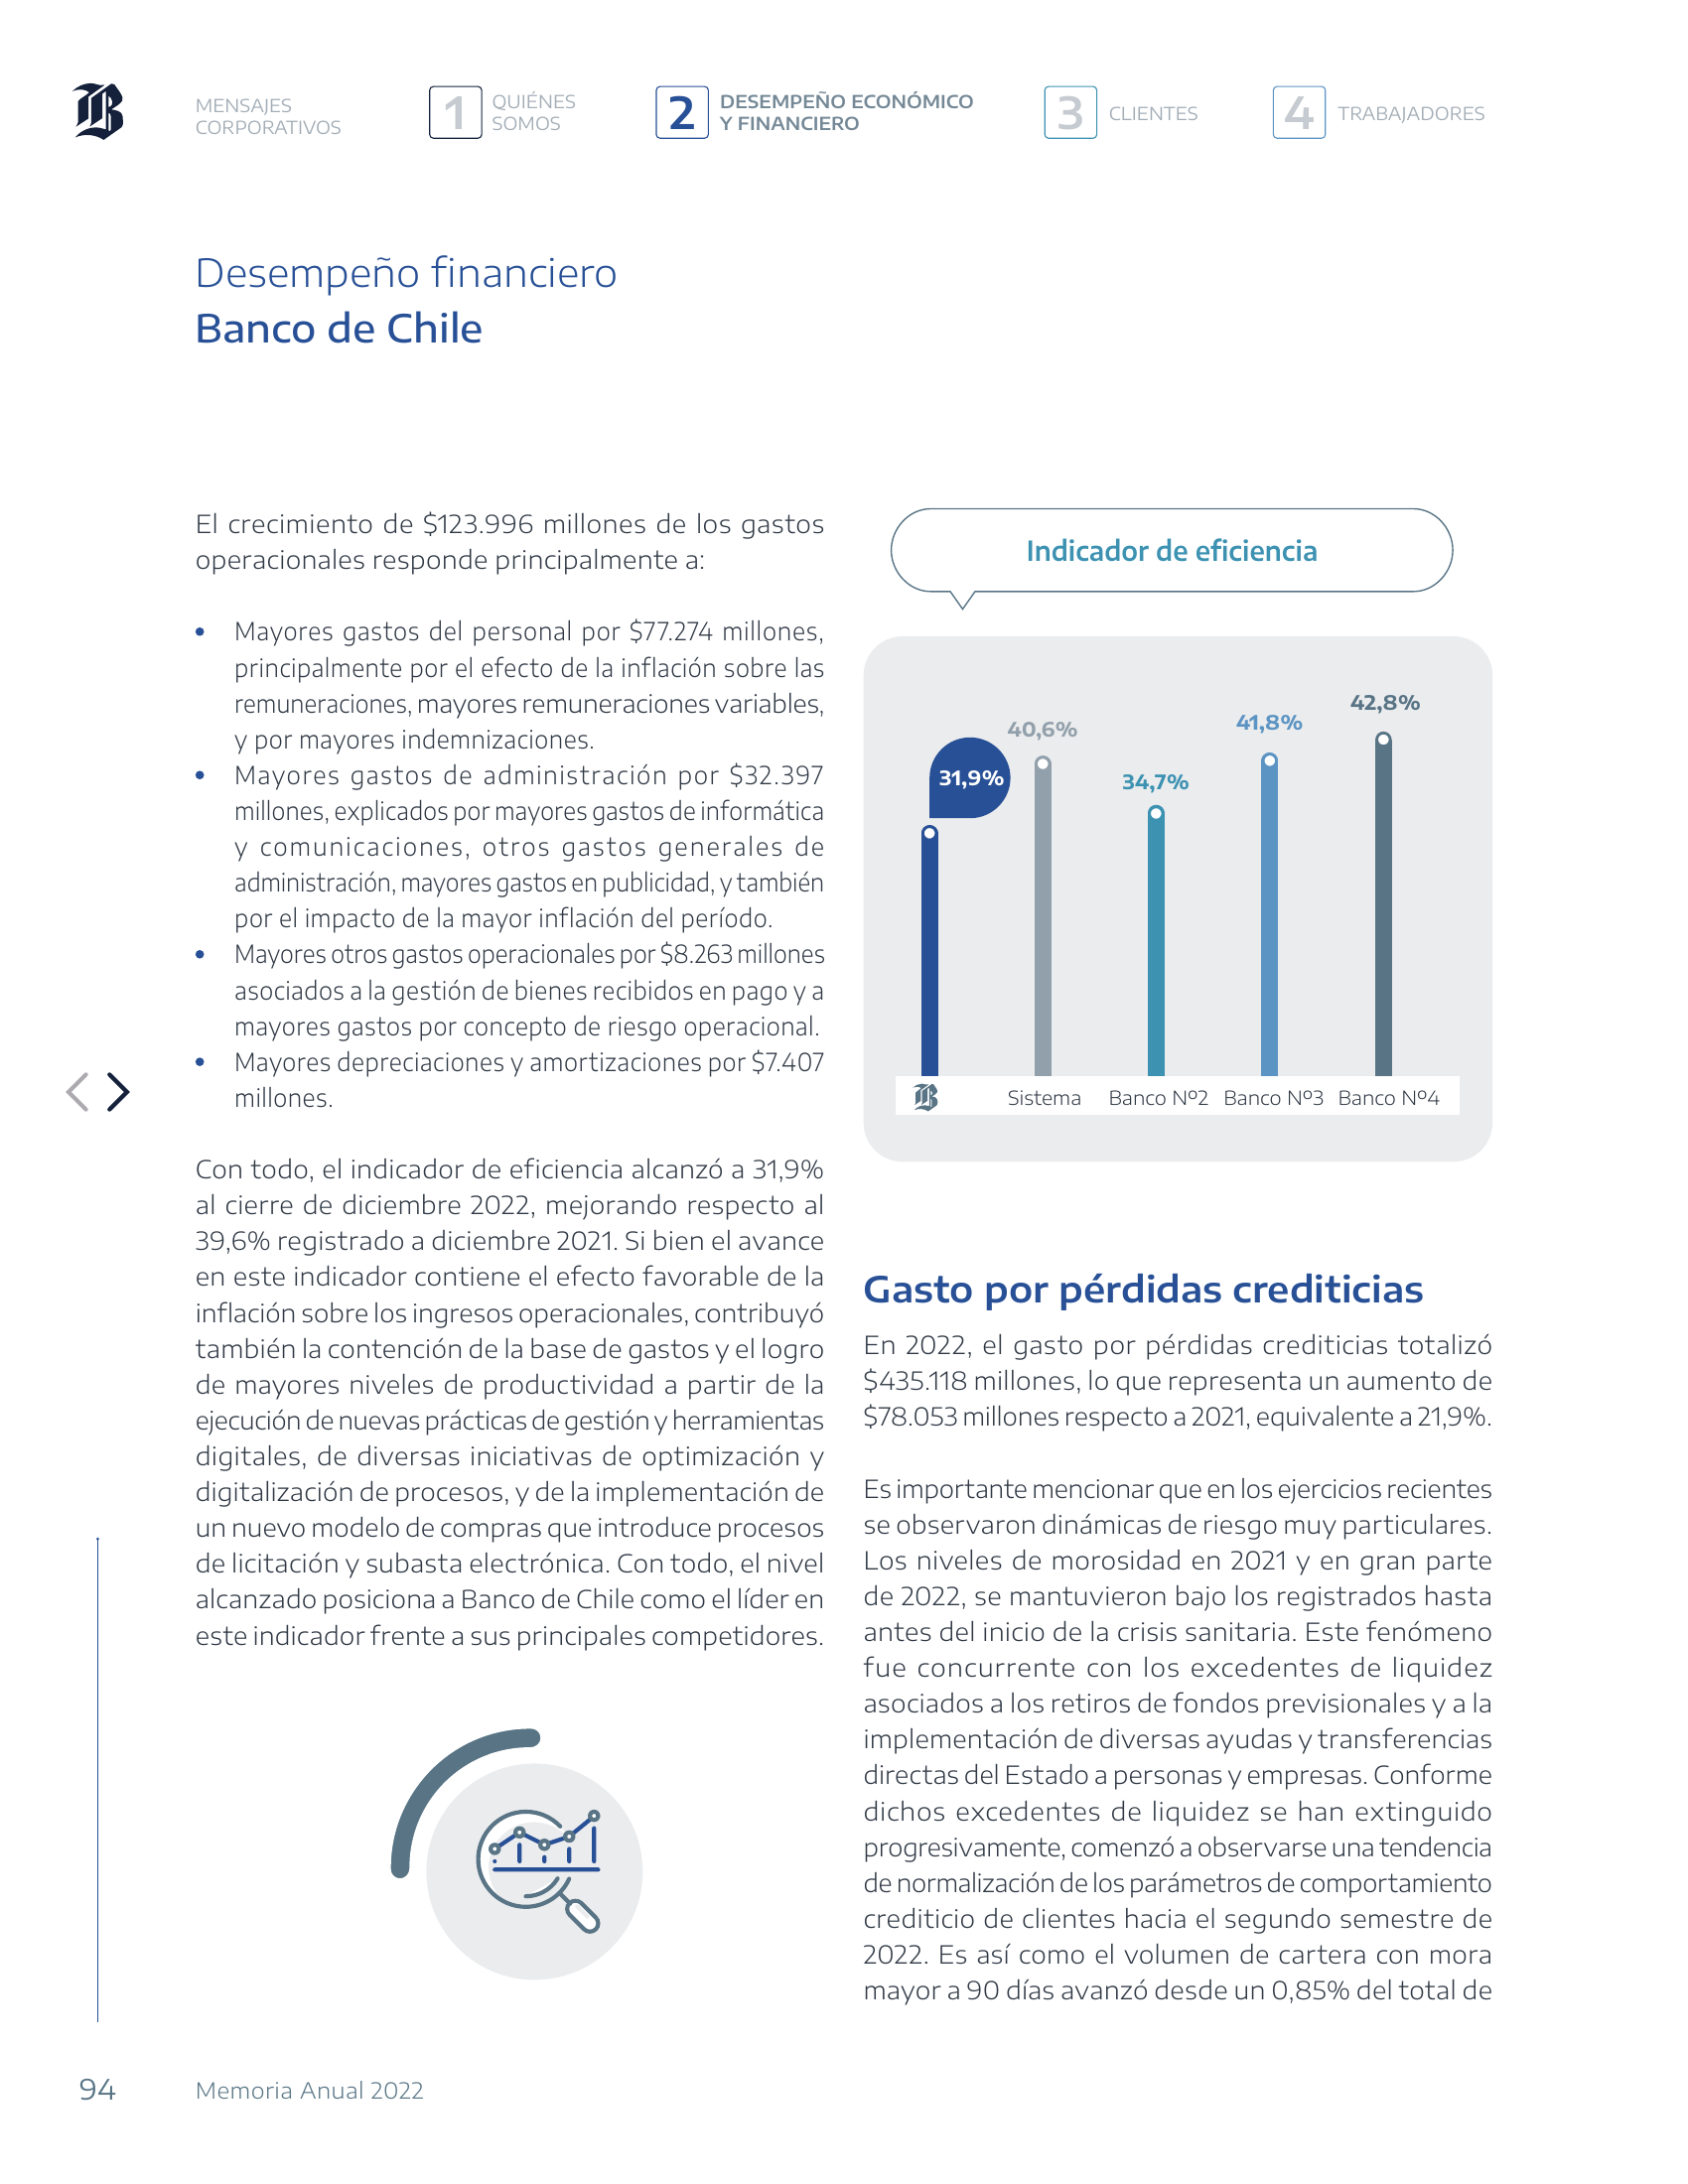 MENSAJES
CORPORATIVOS
1
QUIÉNES
SOMOS
2
DESEMPEÑO ECONÓMICO
Y FINANCIERO
3
CLIENTES
4
TRABAJADORES
Desempeño financiero
Banco de Chile
El crecimiento de $123.996 millones de los gastos
operacionales responde principalmente a:
• Mayores gastos del personal por $77.274 millones,
principalmente por el efecto de la inflación sobre las
remuneraciones, mayores remuneraciones variables,
y por mayores indemnizaciones.
• Mayores gastos de administración por $32.397
millones, explicados por mayores gastos de informática
y comunicaciones, otros gastos generales de
administración, mayores gastos en publicidad, y también
por el impacto de la mayor inflación del período.
• Mayores otros gastos operacionales por $8.263 millones
asociados a la gestión de bienes recibidos en pago y a
mayores gastos por concepto de riesgo operacional.
• Mayores depreciaciones y amortizaciones por $7.407
millones.
Con todo, el indicador de eficiencia alcanzó a 31,9%
al cierre de diciembre 2022, mejorando respecto al
39,6% registrado a diciembre 2021. Si bien el avance
en este indicador contiene el efecto favorable de la
inflación sobre los ingresos operacionales, contribuyó
también la contención de la base de gastos y el logro
de mayores niveles de productividad a partir de la
ejecución de nuevas prácticas de gestión y herramientas
digitales, de diversas iniciativas de optimización y
digitalización de procesos, y de la implementación de
un nuevo modelo de compras que introduce procesos
de licitación y subasta electrónica. Con todo, el nivel
alcanzado posiciona a Banco de Chile como el líder en
este indicador frente a sus principales competidores.
Indicador de eficiencia
31,9%
40,6%
34,7%
41,8%
42,8%
B
Sistema
Banco Nº2
Banco Nº3
Banco Nº4
Gasto por pérdidas crediticias
En 2022, el gasto por pérdidas crediticias totalizó
$435.118 millones, lo que representa un aumento de
$78.053 millones respecto a 2021, equivalente a 21,9%.
Es importante mencionar que en los ejercicios recientes
se observaron dinámicas de riesgo muy particulares.
Los niveles de morosidad en 2021 y en gran parte
de 2022, se mantuvieron bajo los registrados hasta
antes del inicio de la crisis sanitaria. Este fenómeno
fue concurrente con los excedentes de liquidez
asociados a los retiros de fondos previsionales y a la
implementación de diversas ayudas y transferencias
directas del Estado a personas y empresas. Conforme
dichos excedentes de liquidez se han extinguido
progresivamente, comenzó a observarse una tendencia
de normalización de los parámetros de comportamiento
crediticio de clientes hacia el segundo semestre de
2022. Es así como el volumen de cartera con mora
mayor a 90 días avanzó desde un 0,85% del total de
94
Memoria Anual 2022